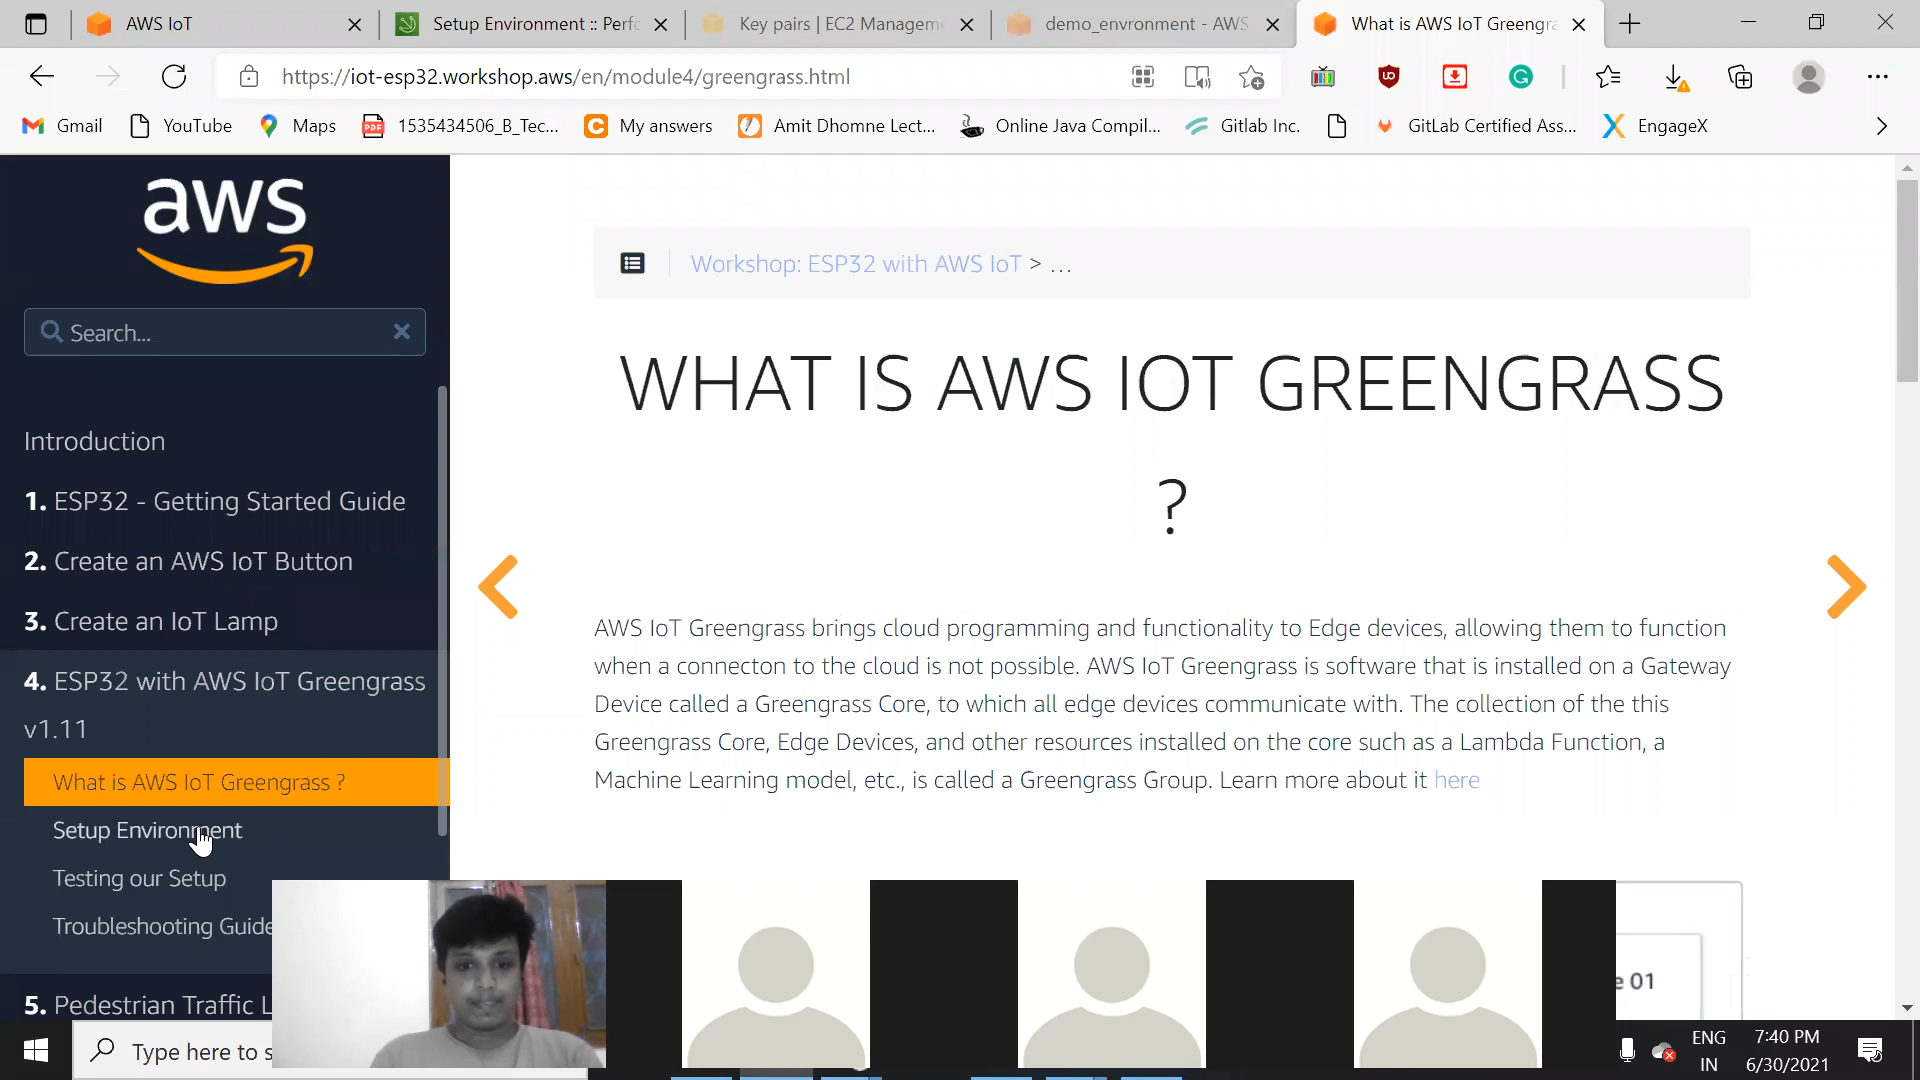 AWS IoT
Setup Environment :: Perfo
Key pairs | EC2 Managem
demo_envronment - AWS
What is AWS IoT Greengra
https://iot-esp32.workshop.aws/en/module4/greengrass.html
Gmail
YouTube
Maps
1535434506_B_Tec...
My answers
Amit Dhomne Lect...
Online Java Compil...
Gitlab Inc.
GitLab Certified Ass...
EngageX
aws
Search...
Introduction
1. ESP32 - Getting Started Guide
2. Create an AWS IoT Button
3. Create an IoT Lamp
4. ESP32 with AWS IoT Greengrass
v1.11
What is AWS IoT Greengrass ?
Setup Environment
Testing our Setup
Troubleshooting Guide
5. Pedestrian Traffic L
Workshop: ESP32 with AWS IoT > ...
WHAT IS AWS IOT GREENGRASS
?
AWS IoT Greengrass brings cloud programming and functionality to Edge devices, allowing them to function
when a connecton to the cloud is not possible. AWS IoT Greengrass is software that is installed on a Gateway
Device called a Greengrass Core, to which all edge devices communicate with. The collection of the this
Greengrass Core, Edge Devices, and other resources installed on the core such as a Lambda Function, a
Machine Learning model, etc., is called a Greengrass Group. Learn more about it here
e 01
Type here to s
ENG
IN
7:40 PM
6/30/2021